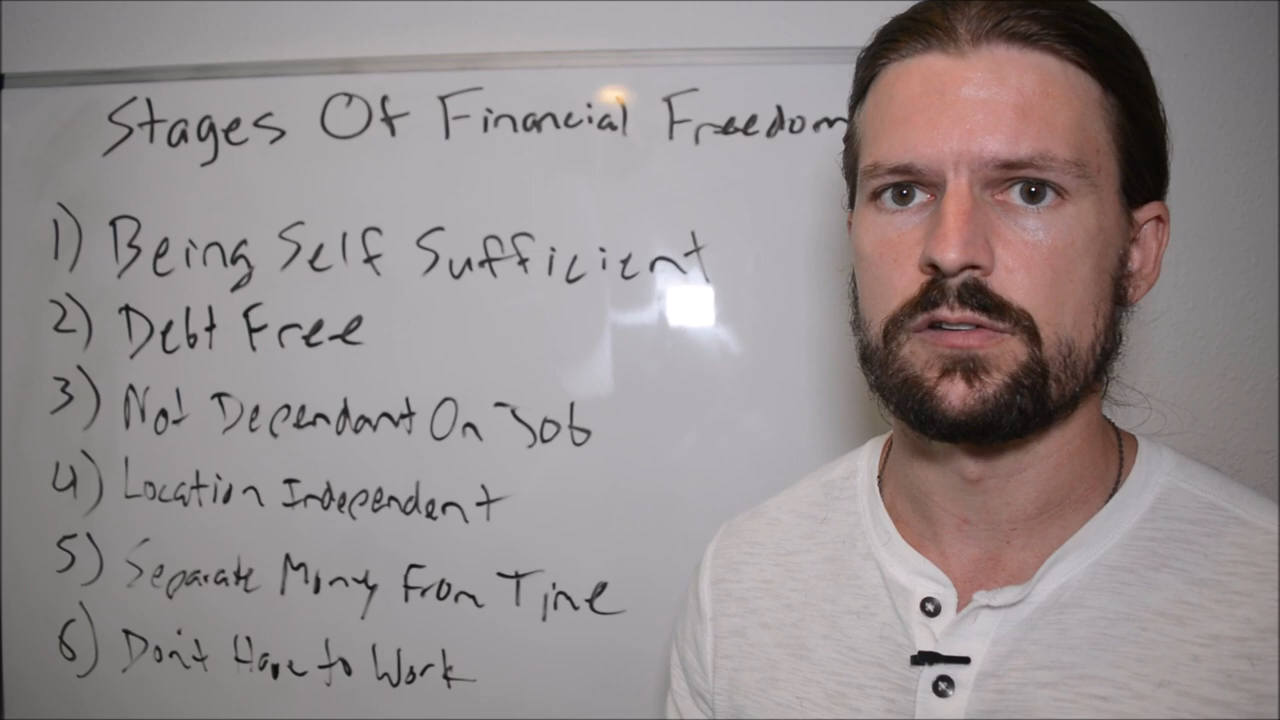 Stages Of Financial Freedom
1) Being Self Sufficient
2) Debt Free
3) Not Dependant On Job
4) Location Independent
5) Separate Money From Time
6) Don't Have to Work